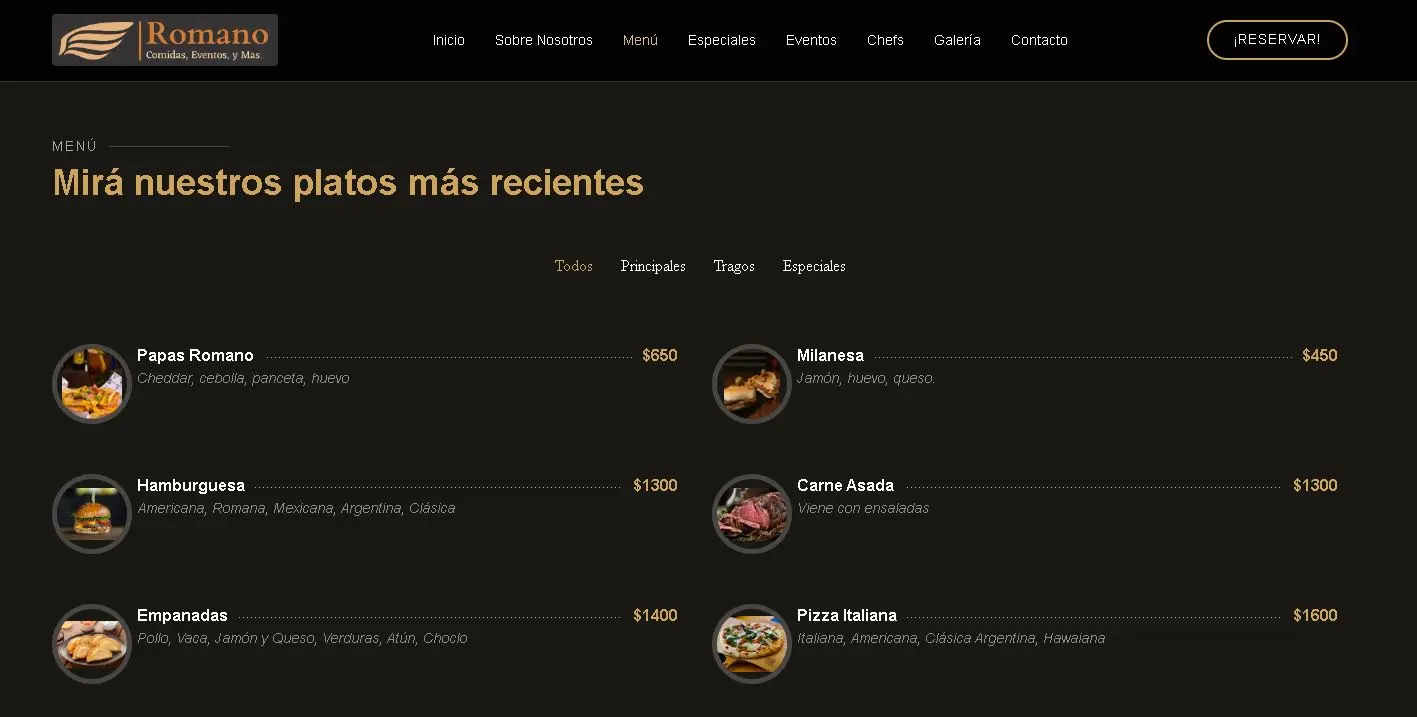 Romano
Comidas, Eventos, y Mas.
Inicio Sobre Nosotros Menú Especiales Eventos Chefs Galería Contacto
¡RESERVAR!
MENÚ
Mirá nuestros platos más recientes
Todos Principales Tragos Especiales
Papas Romano $650
Cheddar, cebolla, panceta, huevo
Milanesa $450
Jamón, huevo, queso.
Hamburguesa $1300
Americana, Romana, Mexicana, Argentina, Clásica
Carne Asada $1300
Viene con ensaladas
Empanadas $1400
Pollo, Vaca, Jamón y Queso, Verduras, Atún, Choclo
Pizza Italiana $1600
Italiana, Americana, Clásica Argentina, Hawaiana